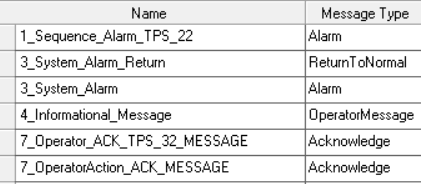 Name Message Type
1_Sequence_Alarm_TPS_22 Alarm
3_System_Alarm_Return ReturnToNormal
3_System_Alarm Alarm
4_Informational_Message OperatorMessage
7_Operator_ACK_TPS_32_MESSAGE Acknowledge
7_OperatorAction_ACK_MESSAGE Acknowledge